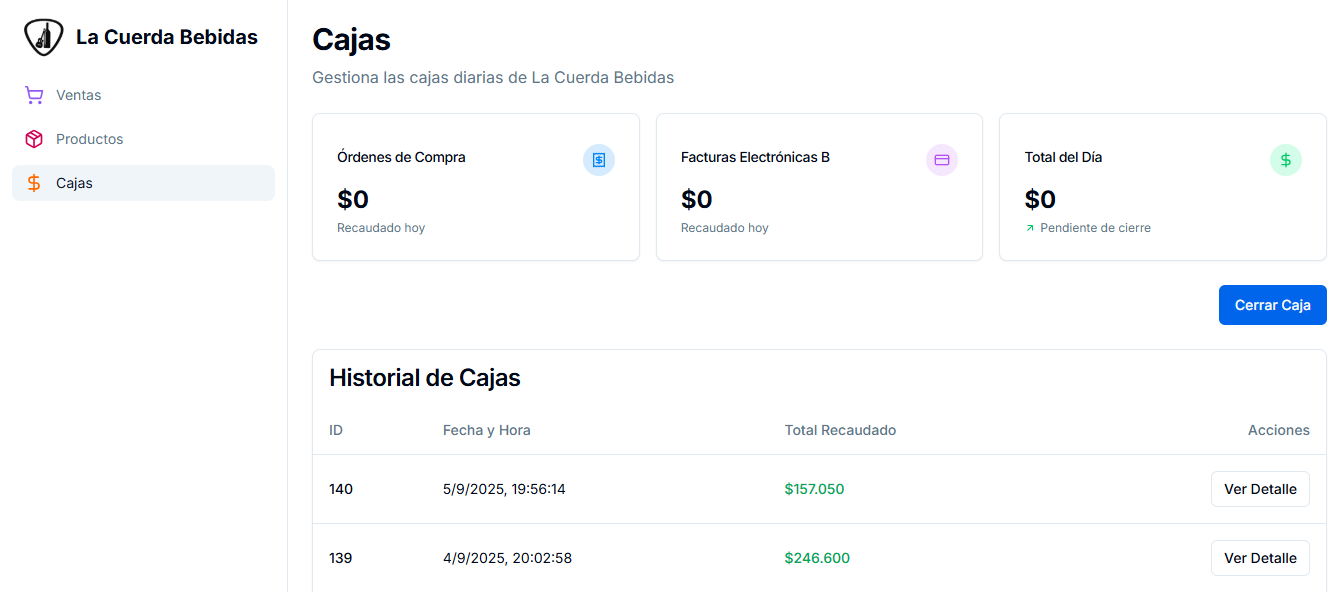 La Cuerda Bebidas
Ventas
Productos
Cajas
Cajas
Gestiona las cajas diarias de La Cuerda Bebidas
Órdenes de Compra
$0
Recaudado hoy
Facturas Electrónicas B
$0
Recaudado hoy
Total del Día
$0
Pendiente de cierre
Cerrar Caja
Historial de Cajas
ID Fecha y Hora Total Recaudado Acciones
140 5/9/2025, 19:56:14 $157.050 Ver Detalle
139 4/9/2025, 20:02:58 $246.600 Ver Detalle